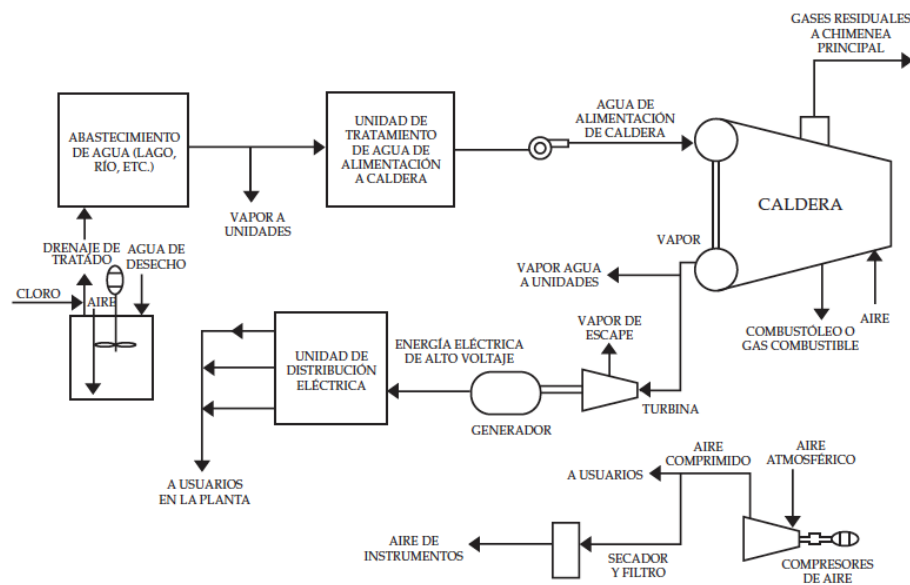 GASES RESIDUALES
A CHIMENEA
PRINCIPAL
ABASTECIMIENTO
DE AGUA (LAGO,
RÍO, ETC.)
UNIDAD DE
TRATAMIENTO
DE AGUA DE
ALIMENTACIÓN
A CALDERA
AGUA DE
ALIMENTACIÓN
DE CALDERA
CALDERA
VAPOR A
UNIDADES
VAPOR
DRENAJE DE
TRATADO
AGUA DE
DESECHO
CLORO
AIRE
VAPOR AGUA
A UNIDADES
COMBUSTÓLEO O
GAS COMBUSTIBLE
AIRE
UNIDAD DE
DISTRIBUCIÓN
ELÉCTRICA
ENERGÍA ELÉCTRICA
DE ALTO VOLTAJE
VAPOR DE
ESCAPE
GENERADOR
TURBINA
A USUARIOS
EN LA PLANTA
A USUARIOS
AIRE
COMPRIMIDO
AIRE
ATMOSFÉRICO
AIRE DE
INSTRUMENTOS
SECADOR
Y FILTRO
COMPRESORES
DE AIRE